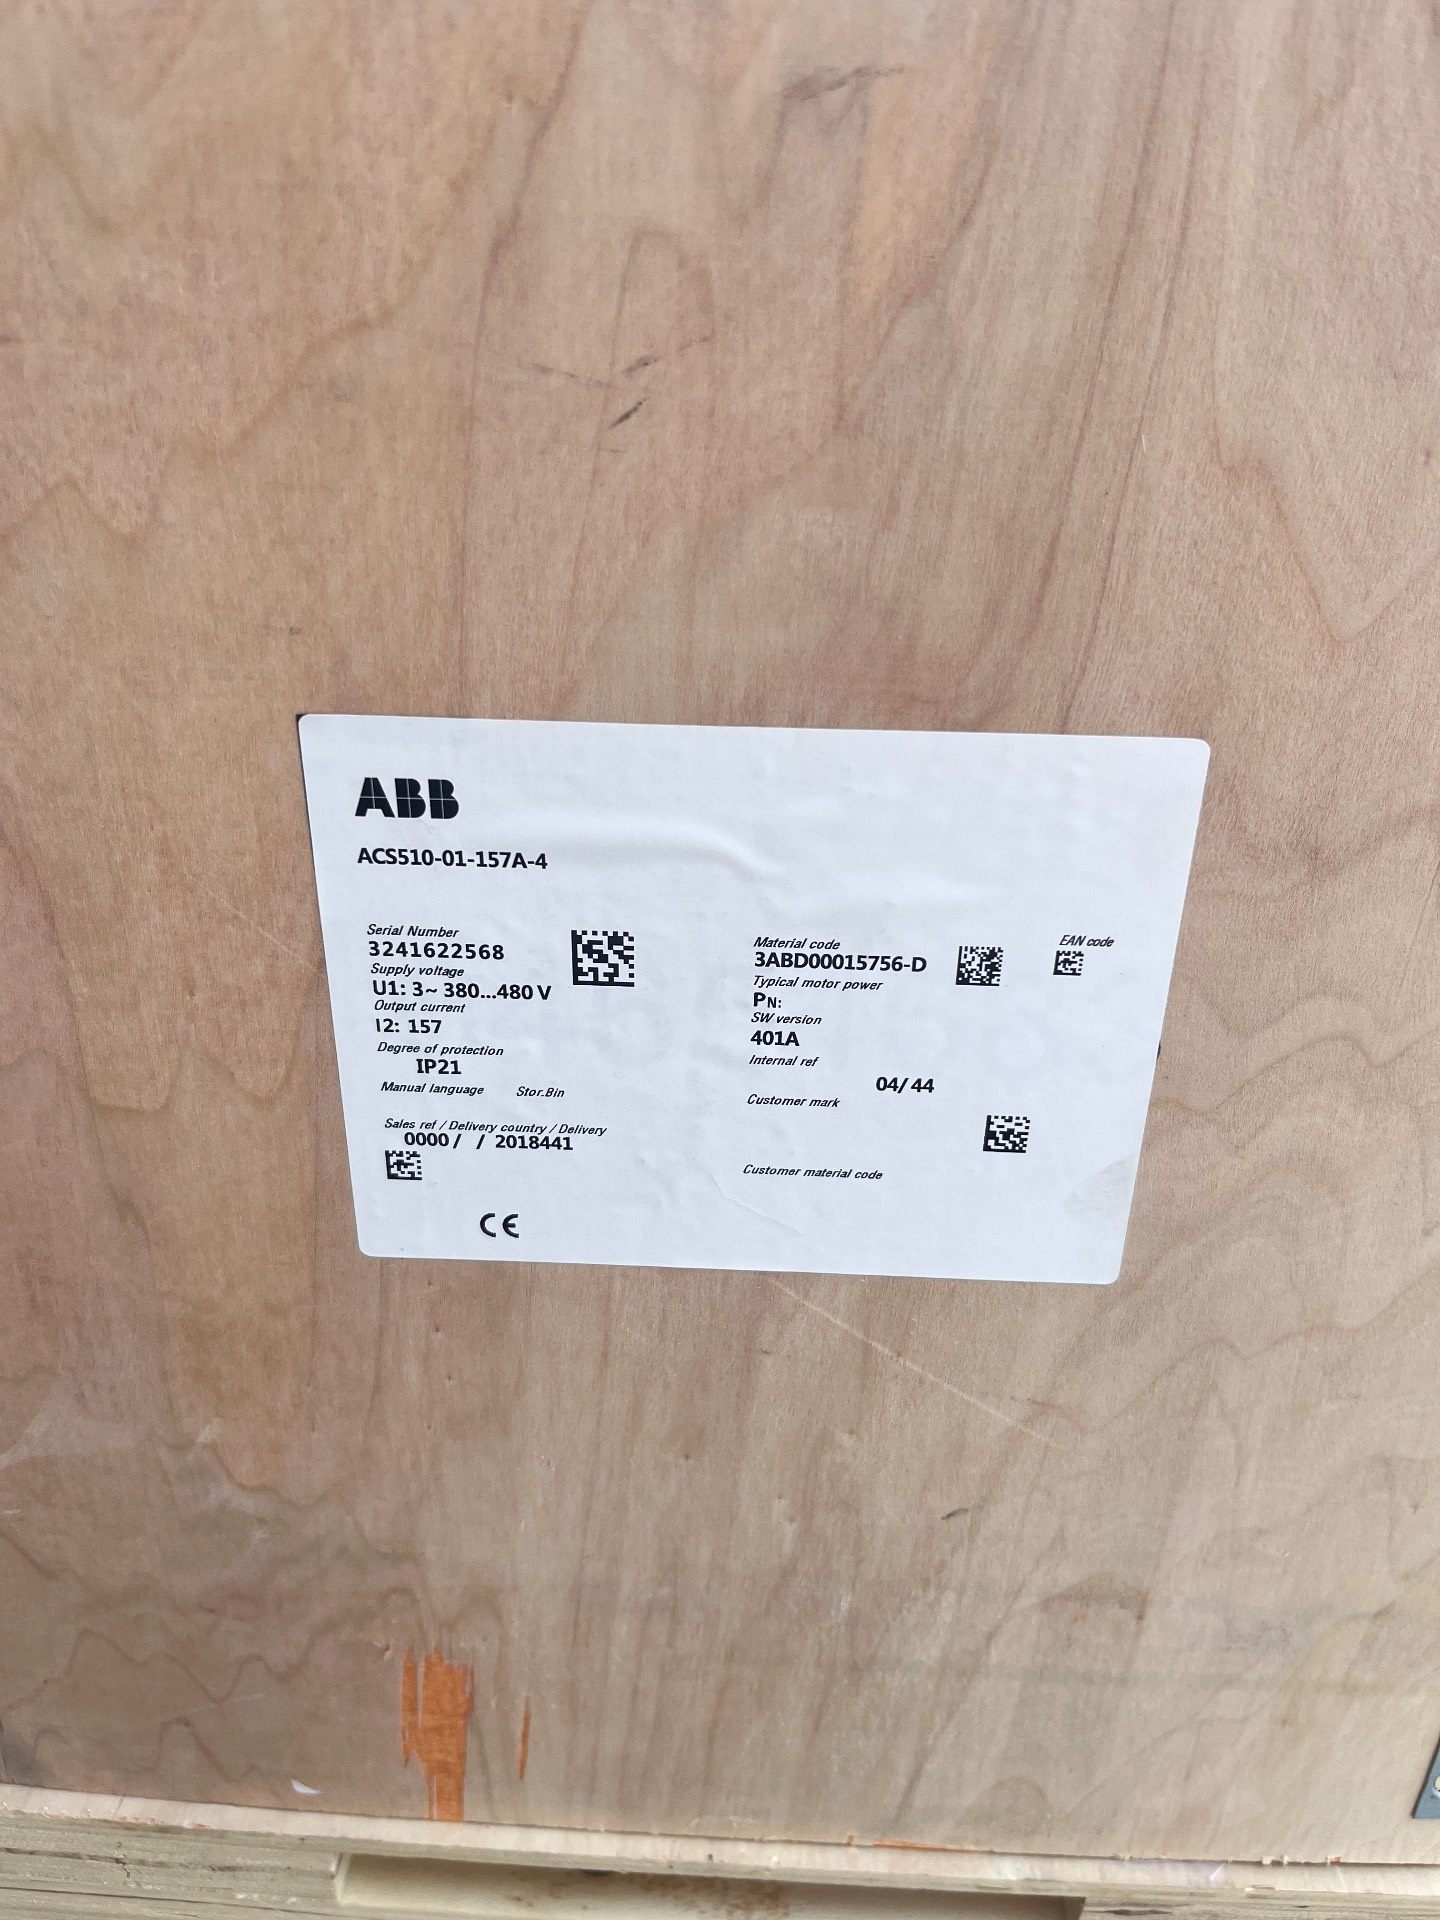 ABB
ACS510-01-157A-4
Serial Number
3241622568
Supply voltage
U1: 3~ 380...480 V
Output current
I2: 157
Degree of protection
IP21
Manual language Stor.Bin
Sales ref / Delivery country / Delivery
0000 / / 2018441
CE
Material code
3ABD00015756-D
EAN code
Typical motor power
PN:
SW version
401A
Internal ref
04/ 44
Customer mark
Customer material code